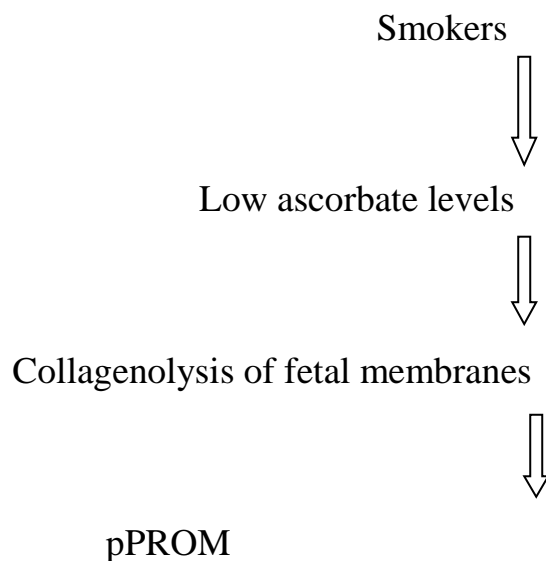 Smokers
Low ascorbate levels
Collagenolysis of fetal membranes
pPROM